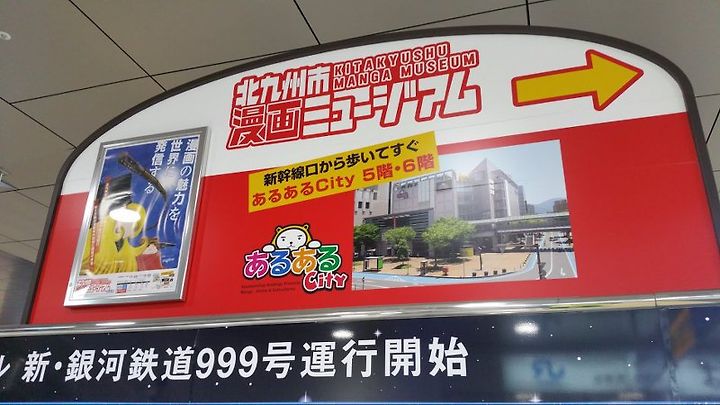 北九州市
KITAKYUSHU
MANGA MUSEUM
漫画ミュージアム
漫画の魅力を
世界に
発信する。
新幹線口から歩いてすぐ
あるあるCity 5階・6階
あるある
City
ル 新・銀河鉄道999号運行開始